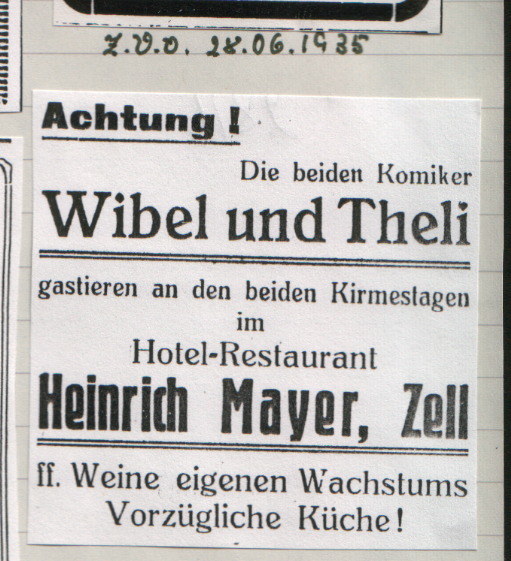 Z.V.O. 28.06.1935
Achtung !
Die beiden Komiker
Wibel und Theli
gastieren an den beiden Kirmestagen
im
Hotel-Restaurant
Heinrich Mayer, Zell
ff. Weine eigenen Wachstums
Vorzügliche Küche!